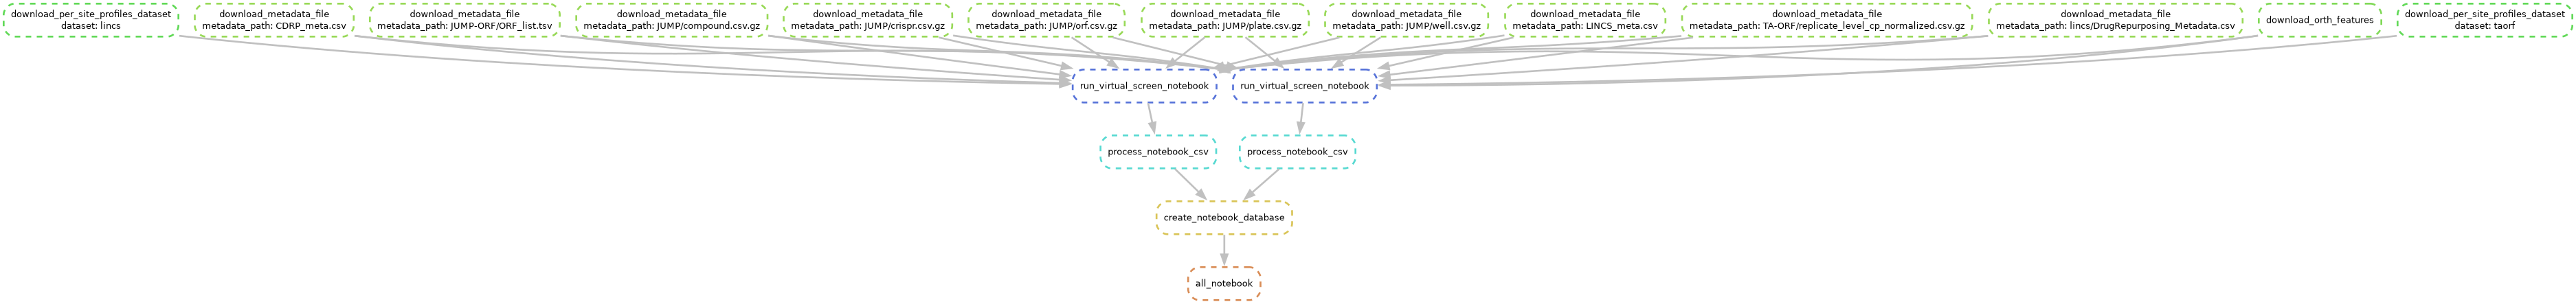 download_per_site_profiles_dataset
dataset: lincs
download_metadata_file
metadata_path: CDRP_meta.csv
download_metadata_file
metadata_path: JUMP-ORF/ORF_list.tsv
download_metadata_file
metadata_path: JUMP/compound.csv.gz
download_metadata_file
metadata_path: JUMP/crispr.csv.gz
download_metadata_file
metadata_path: JUMP/orf.csv.gz
download_metadata_file
metadata_path: JUMP/plate.csv.gz
download_metadata_file
metadata_path: JUMP/well.csv.gz
download_metadata_file
metadata_path: LINCS_meta.csv
download_metadata_file
metadata_path: TA-ORF/replicate_level_cp_normalized.csv.gz
download_metadata_file
metadata_path: lincs/DrugRepurposing_Metadata.csv
download_orth_features
download_per_site_profiles_dataset
dataset: taorf
run_virtual_screen_notebook
run_virtual_screen_notebook
process_notebook_csv
process_notebook_csv
create_notebook_database
all_notebook